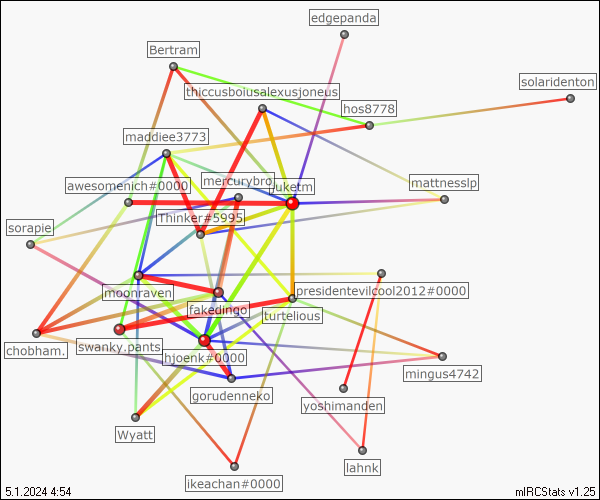 edgepanda
Bertram
solaridenton
thiccusboiusalexusjoneus
hos8778
maddiee3773
mercurybro
awesomenich#0000
juketm
mattnesslp
Thinker#5995
sorapie
moonraven
presidentevilcool2012#0000
fakedingo
turtelious
swanky.pants
chobham.
hjoenk#0000
mingus4742
gorudenneko
yoshimanden
Wyatt
lahnk
ikeachan#0000
5.1.2024 4:54
mIRCStats v1.25